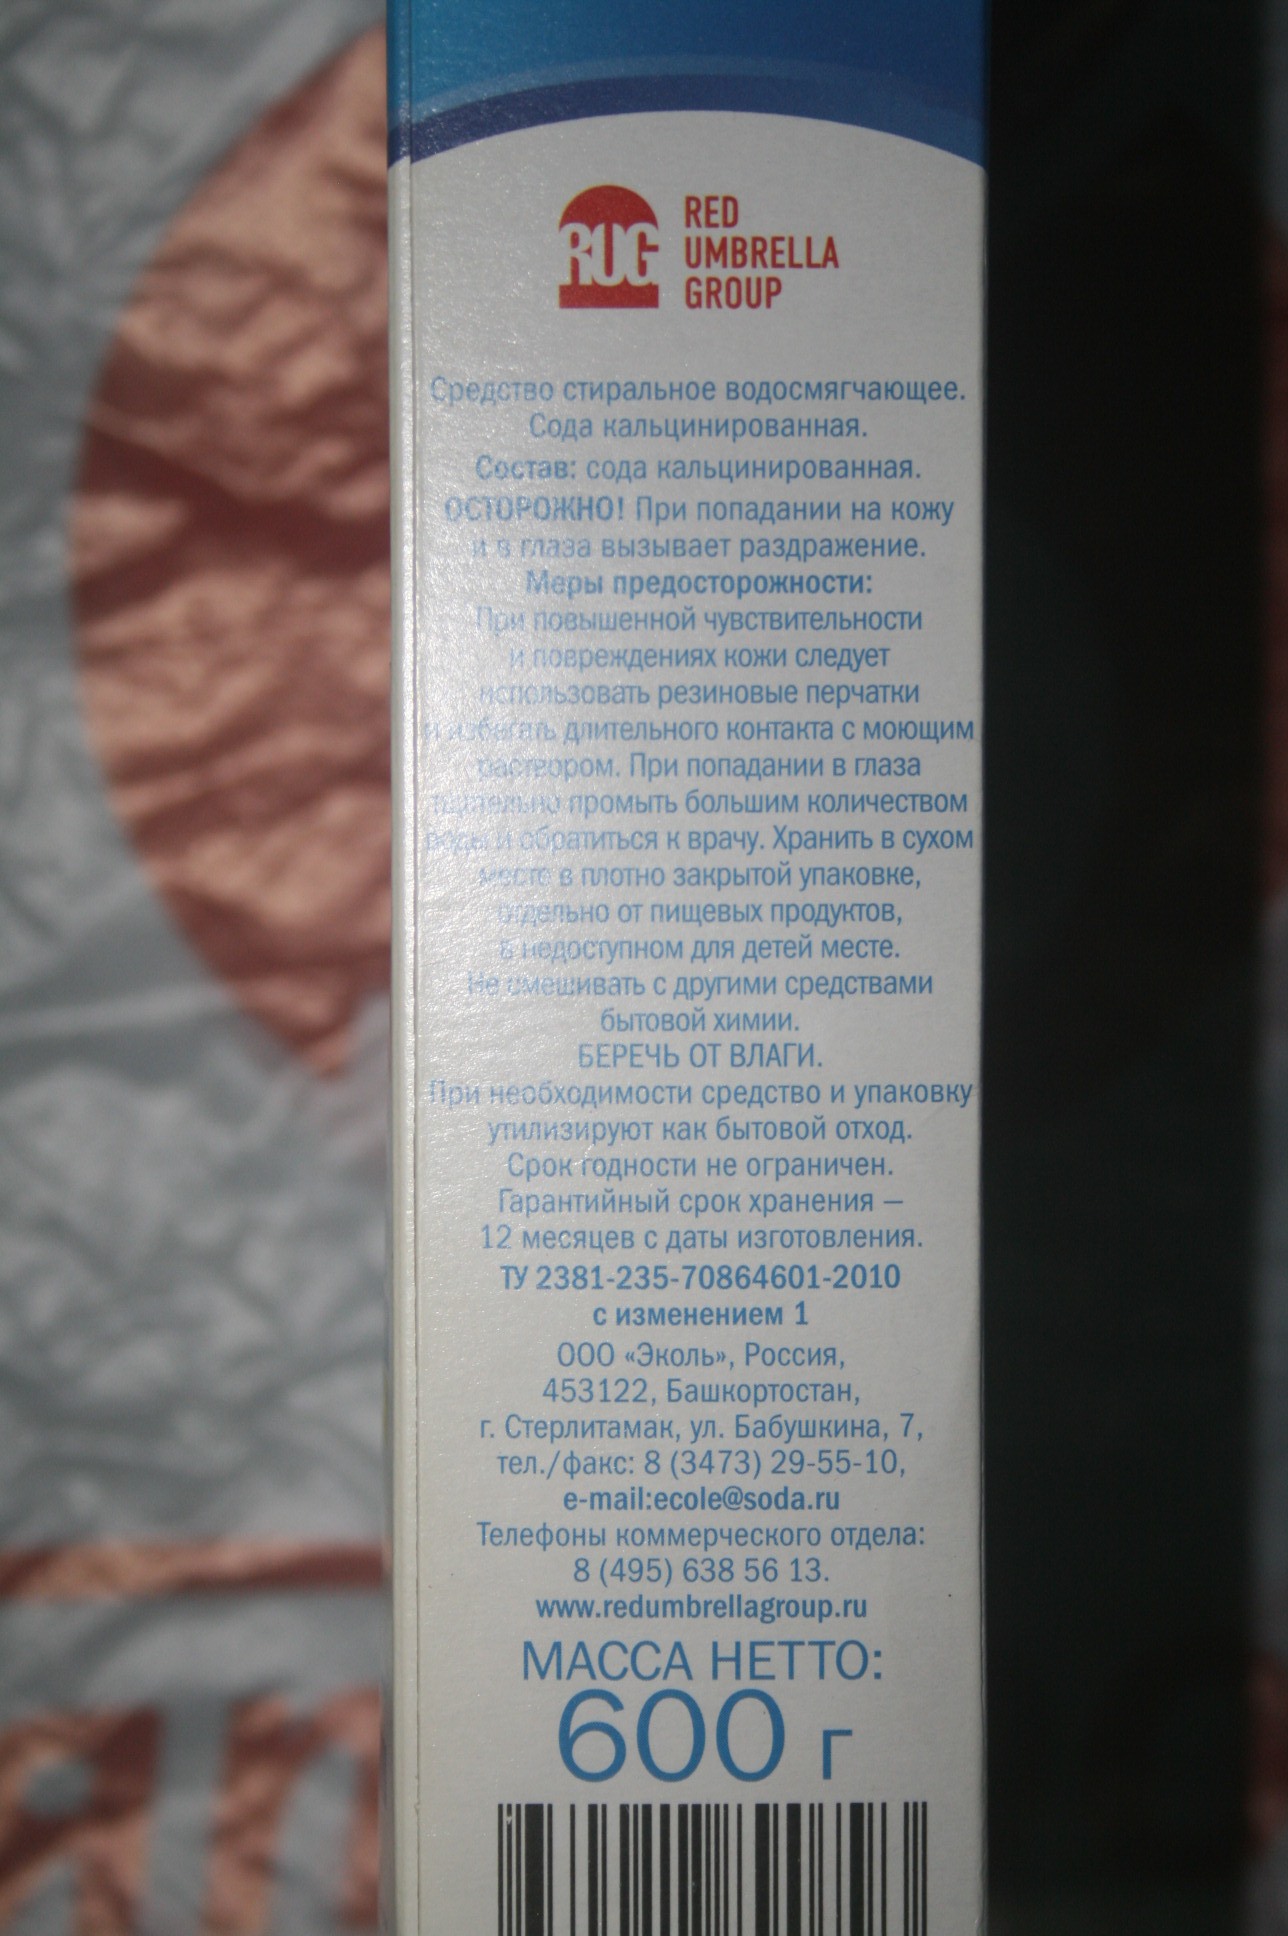 RUG
RED
UMBRELLA
GROUP
Средство стиральное водосмягчающее.
Сода кальцинированная.
Состав: сода кальцинированная.
ОСТОРОЖНО! При попадании на кожу
и в глаза вызывает раздражение.
Меры предосторожности:
При повышенной чувствительности
и повреждениях кожи следует
использовать резиновые перчатки
и избегать длительного контакта с моющим
раствором. При попадании в глаза
тщательно промыть большим количеством
воды и обратиться к врачу. Хранить в сухом
месте в плотно закрытой упаковке,
отдельно от пищевых продуктов,
в недоступном для детей месте.
Не смешивать с другими средствами
бытовой химии.
БЕРЕЧЬ ОТ ВЛАГИ.
При необходимости средство и упаковку
утилизируют как бытовой отход.
Срок годности не ограничен.
Гарантийный срок хранения —
12 месяцев с даты изготовления.
ТУ 2381-235-70864601-2010
с изменением 1
ООО «Эколь», Россия,
453122, Башкортостан,
г. Стерлитамак, ул. Бабушкина, 7,
тел./факс: 8 (3473) 29-55-10,
e-mail:ecole@soda.ru
Телефоны коммерческого отдела:
8 (495) 638 56 13.
www.redumbrellagroup.ru
МАССА НЕТТО:
600 г